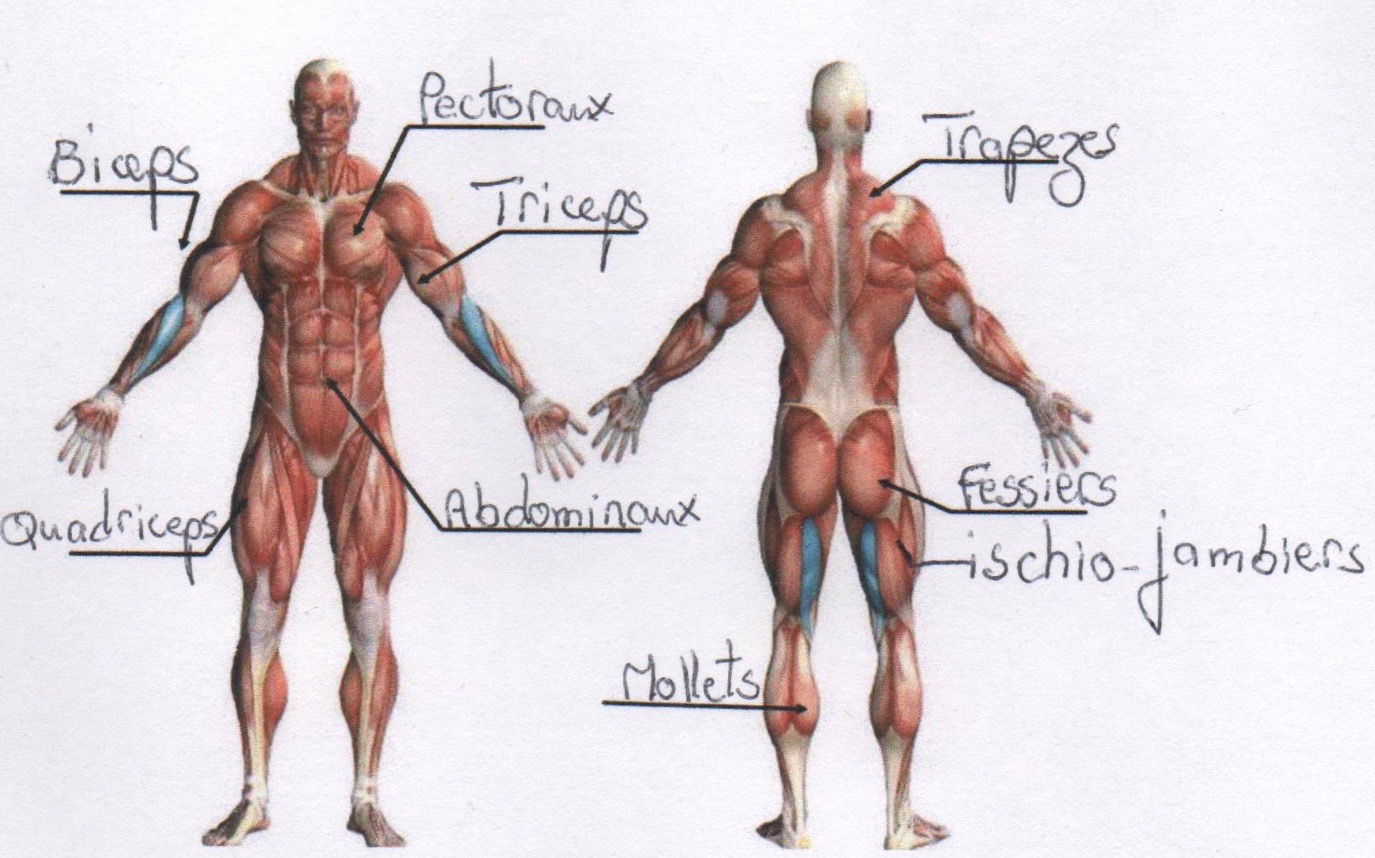 Pectoraux
Biceps
Triceps
Quadriceps
Abdominaux
Trapezes
Fessiers
ischio-jambiers
Mollets